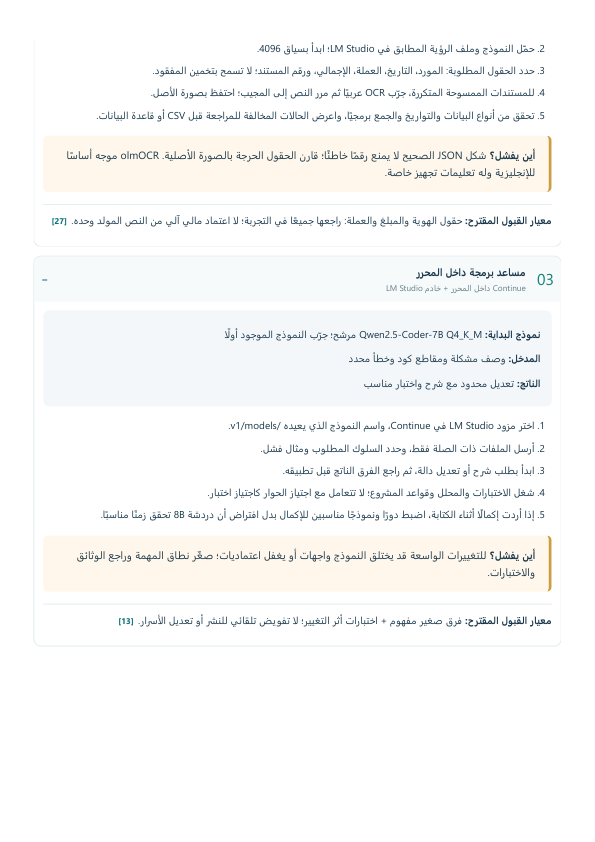 2. حمّل النموذج وملف الرؤية المطابق في LM Studio؛ ابدأ بسياق 4096.
3. حدد الحقول المطلوبة: المورد، التاريخ، العملة، الإجمالي، ورقم المستند؛ لا تسمح بتخمين المفقود.
4. للمستندات الممسوحة المتكررة، جرّب OCR عربيًا ثم مرر النص إلى المجيب؛ احتفظ بصورة الأصل.
5. تحقق من أنواع البيانات والتواريخ والجمع برمجيًا، واعرض الحالات المخالفة للمراجعة قبل CSV أو قاعدة البيانات.
أين يفشل؟ شكل JSON الصحيح لا يمنع رقمًا خاطئًا؛ قارن الحقول الحرجة بالصورة الأصلية. olmOCR موجه أساسًا
للإنجليزية وله تعليمات تجهيز خاصة.
معيار القبول المقترح: حقول الهوية والمبلغ والعملة: راجعها جميعًا في التجربة؛ لا اعتماد مالي آلي من النص المولد وحده. [27]
03 مساعد برمجة داخل المحرر –
Continue داخل المحرر + خادم LM Studio
نموذج البداية: Qwen2.5-Coder-7B Q4_K_M مرشح؛ جرّب النموذج الموجود أولًا
المدخل: وصف مشكلة ومقاطع كود وخطأ محدد
الناتج: تعديل محدود مع شرح واختبار مناسب
1. اختر مزود LM Studio في Continue، واسم النموذج الذي يعيده /v1/models.
2. أرسل الملفات ذات الصلة فقط، وحدد السلوك المطلوب ومثال فشل.
3. ابدأ بطلب شرح أو تعديل دالة، ثم راجع الفرق الناتج قبل تطبيقه.
4. شغل الاختبارات والمحلل وقواعد المشروع؛ لا تتعامل مع اجتياز الحوار كاجتياز اختبار.
5. إذا أردت إكمالًا أثناء الكتابة، اضبط دورًا ونموذجًا مناسبين للإكمال بدل افتراض أن دردشة 8B تحقق زمنًا مناسبًا.
أين يفشل؟ للتغييرات الواسعة قد يختلق النموذج واجهات أو يغفل اعتماديات؛ صغّر نطاق المهمة وراجع الوثائق
والاختبارات.
معيار القبول المقترح: فرق صغير مفهوم + اختبارات أثر التغيير؛ لا تفويض تلقائي للنشر أو تعديل الأسرار. [13]